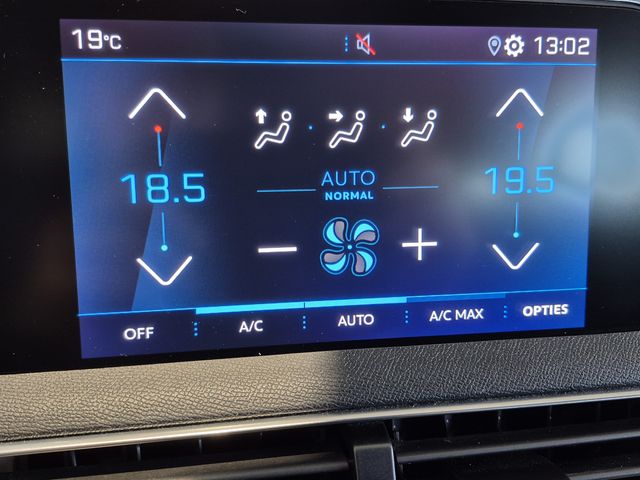 19°C
13:02
18.5
19.5
AUTO
NORMAL
OFF
A/C
AUTO
A/C MAX
OPTIES